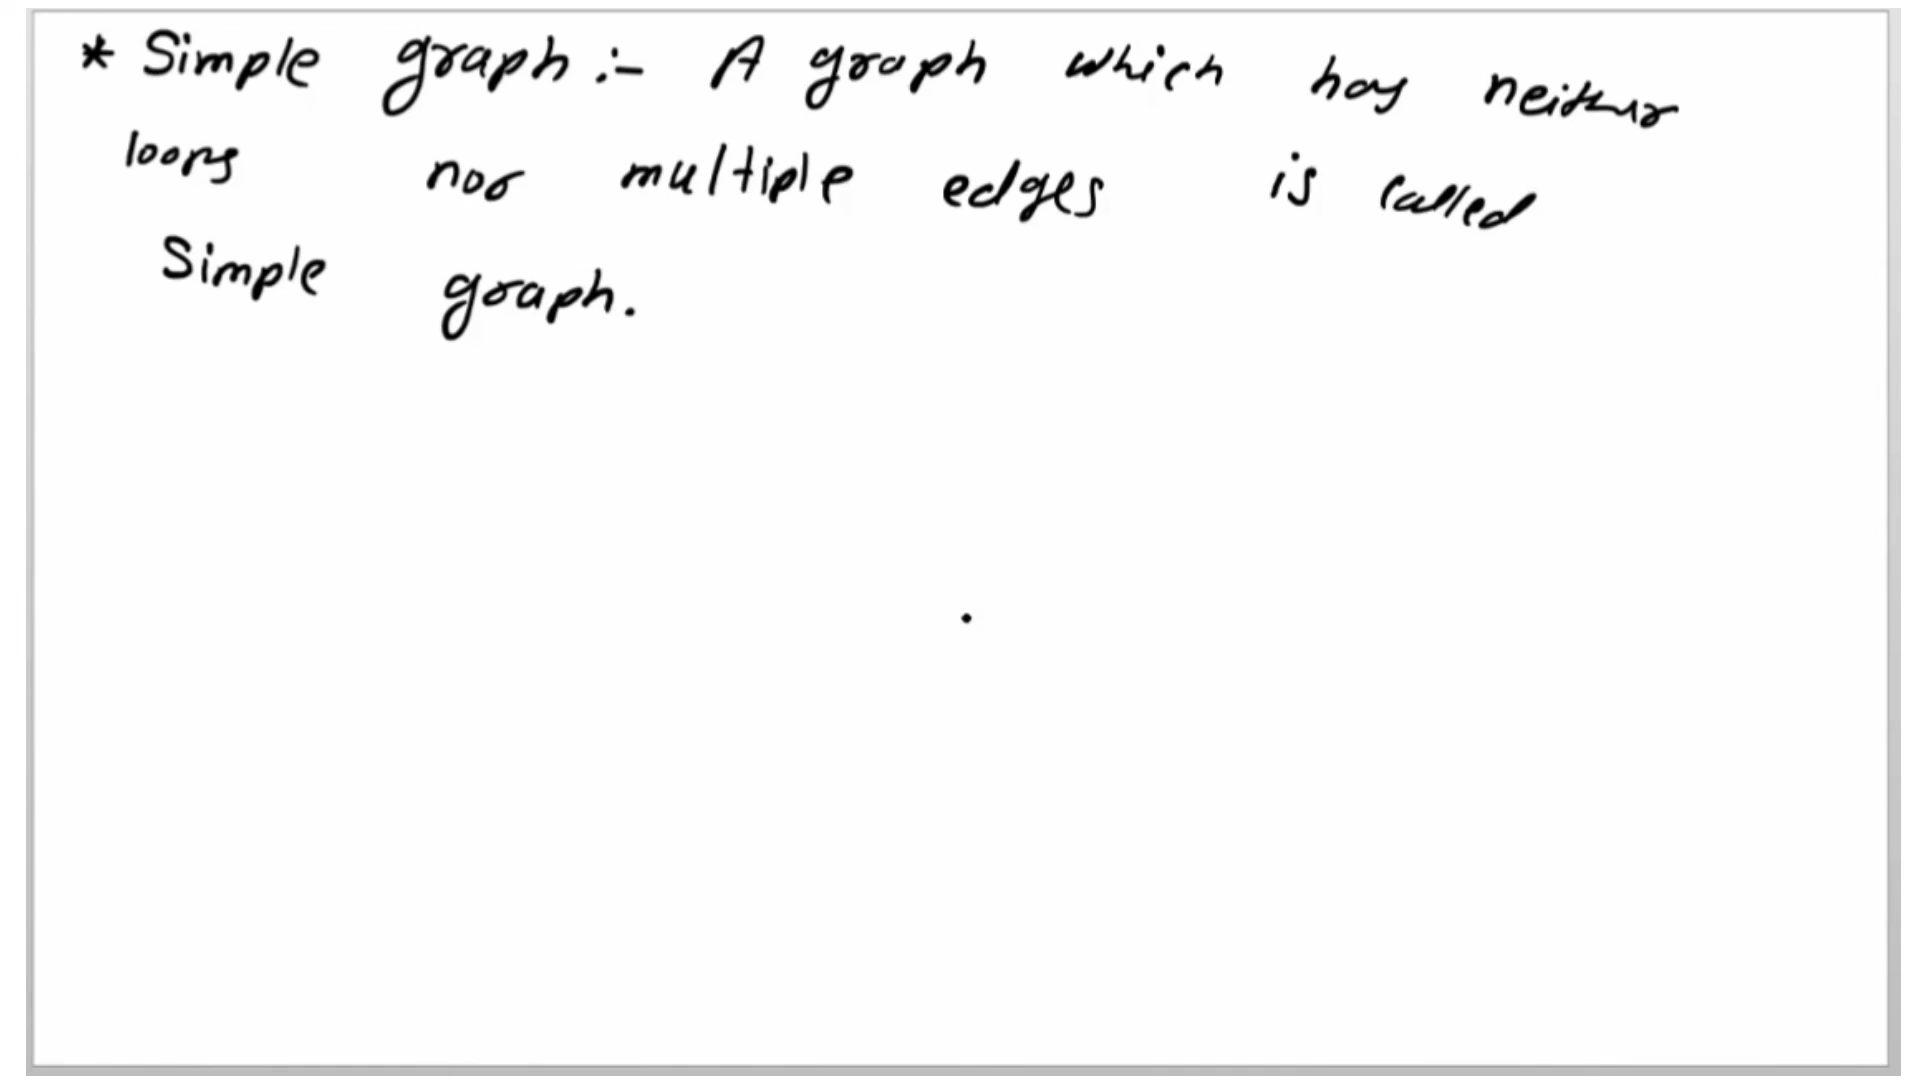 * Simple graph :- A graph which has neither
loops nor multiple edges is called
Simple graph.